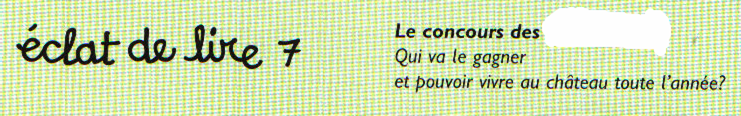 éclat de lire 7
Le concours des
Qui va le gagner
et pouvoir vivre au château toute l'année?